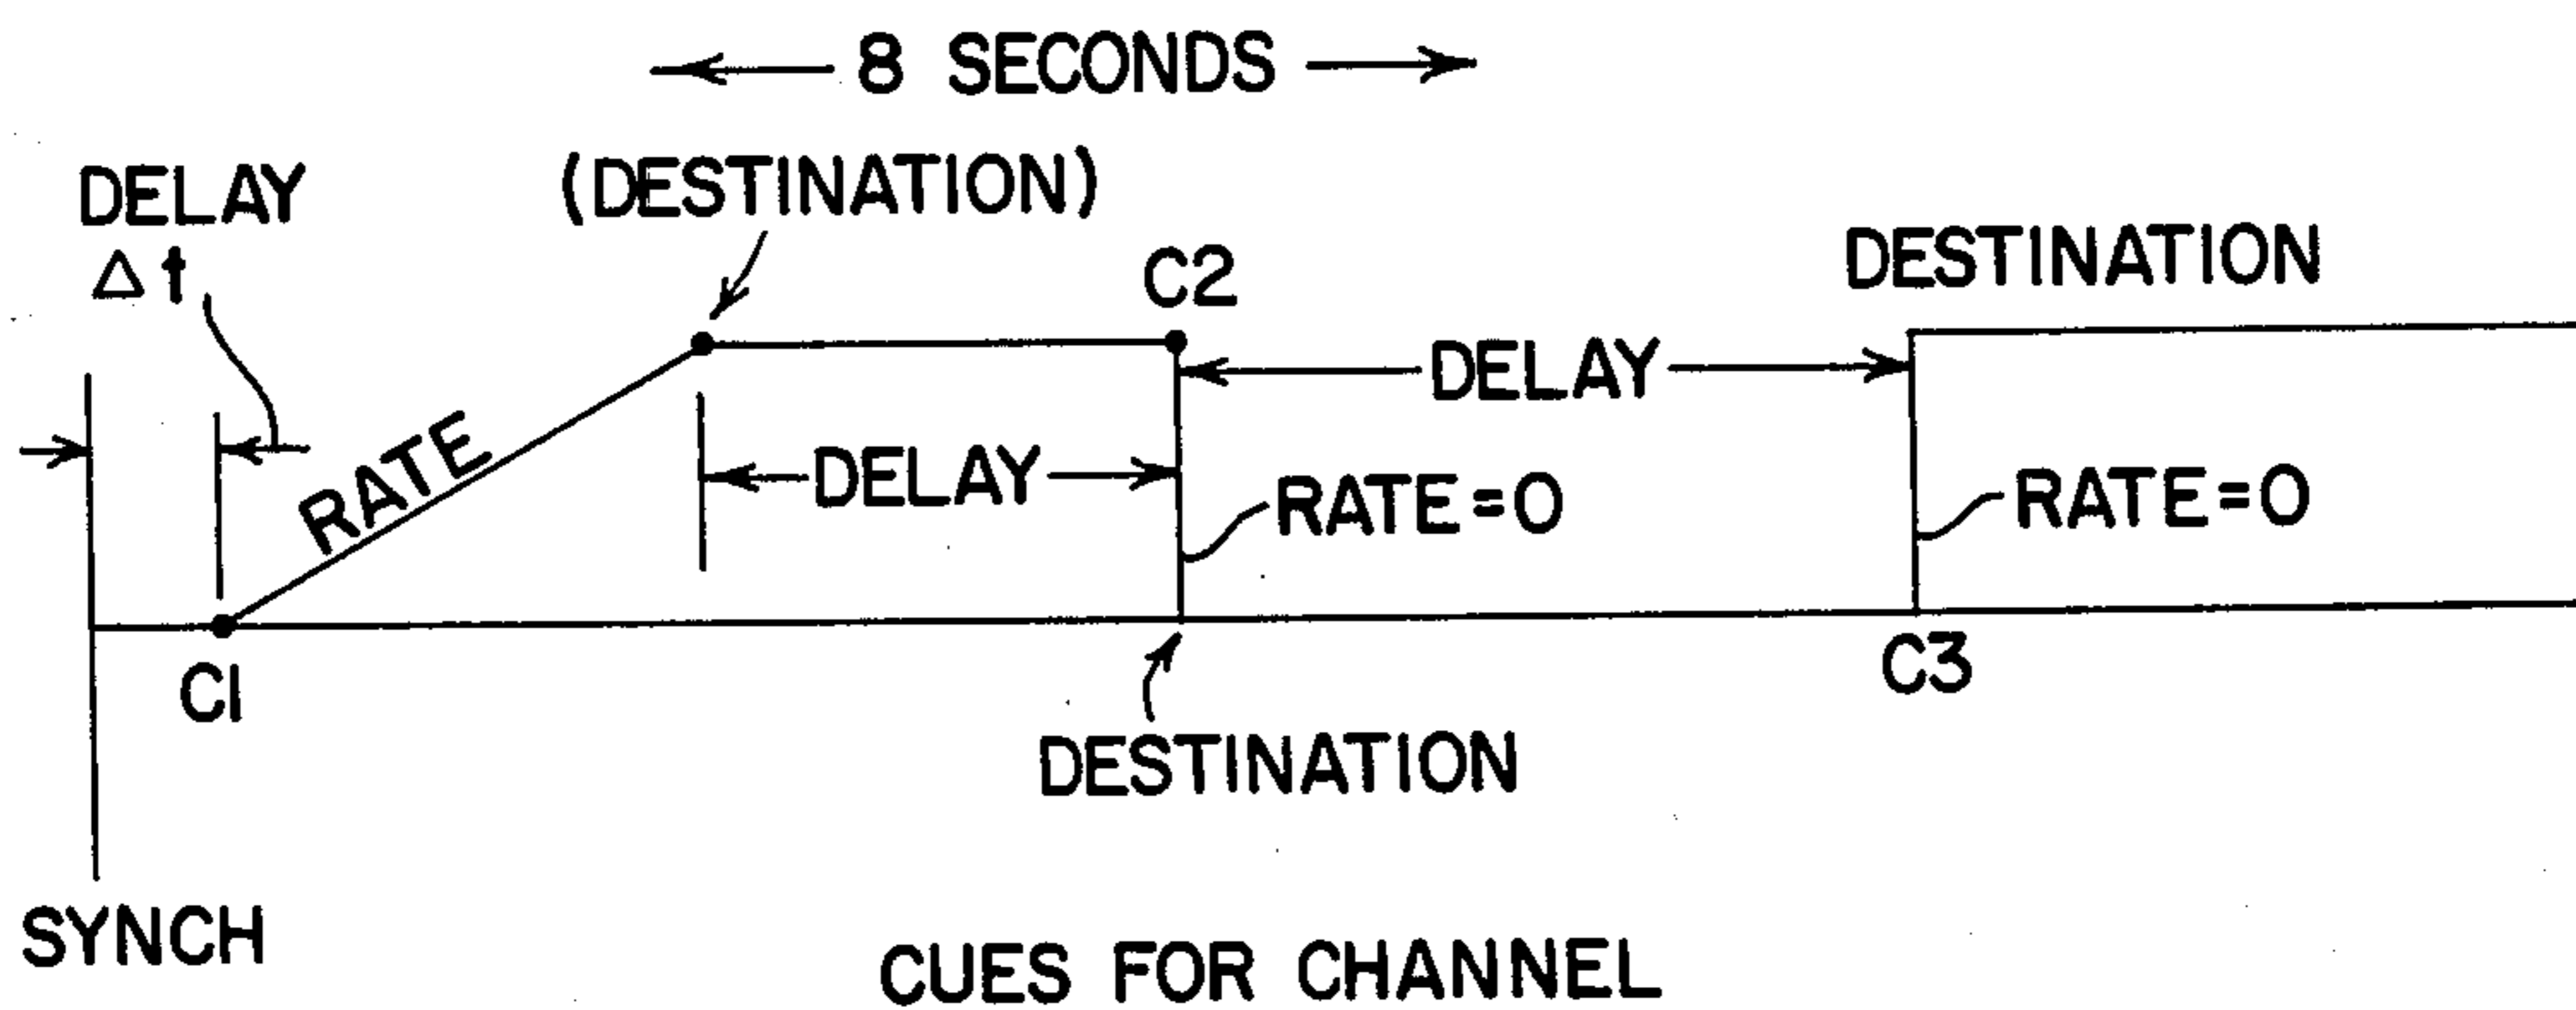 8 SECONDS
DELAY
Δt
(DESTINATION)
C2
DESTINATION
DELAY
RATE
DELAY
RATE=0
RATE=0
C1
C3
DESTINATION
SYNCH
CUES FOR CHANNEL